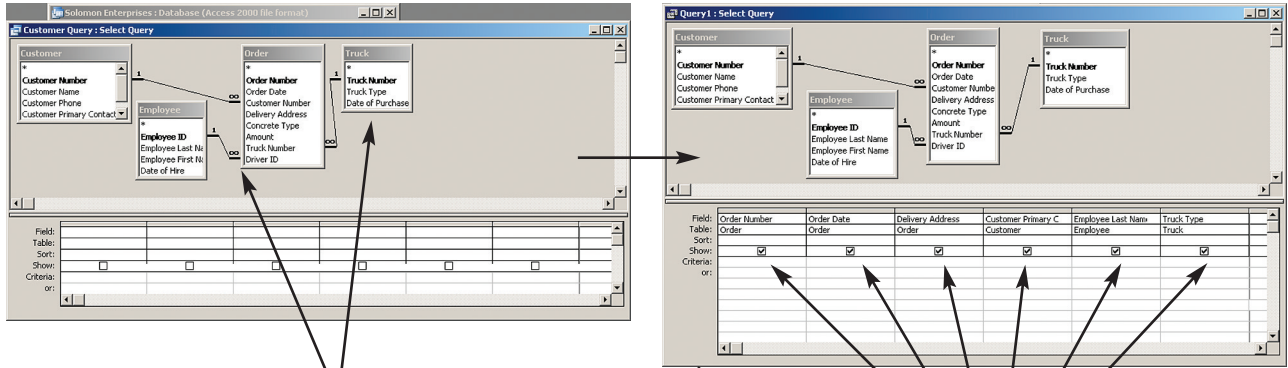 Solomon Enterprises : Database (Access 2000 file format)
Customer Query : Select Query
Customer
*
Customer Number
Customer Name
Customer Phone
Customer Primary Contact
Employee
*
Employee ID
Employee Last Na
Employee First Na
Date of Hire
Order
*
Order Number
Order Date
Customer Number
Delivery Address
Concrete Type
Amount
Truck Number
Driver ID
Truck
*
Truck Number
Truck Type
Date of Purchase
1
∞
1
∞
1
∞
Field:
Table:
Sort:
Show:
Criteria:
or:
Query1 : Select Query
Customer
*
Customer Number
Customer Name
Customer Phone
Customer Primary Contact
Employee
*
Employee ID
Employee Last Name
Employee First Name
Date of Hire
Order
*
Order Number
Order Date
Customer Numbe
Delivery Address
Concrete Type
Amount
Truck Number
Driver ID
Truck
*
Truck Number
Truck Type
Date of Purchase
1
∞
1
∞
1
∞
Field: Order Number Order Date Delivery Address Customer Primary C Employee Last Name Truck Type
Table: Order Order Order Customer Employee Truck
Sort:
Show:
Criteria:
or: